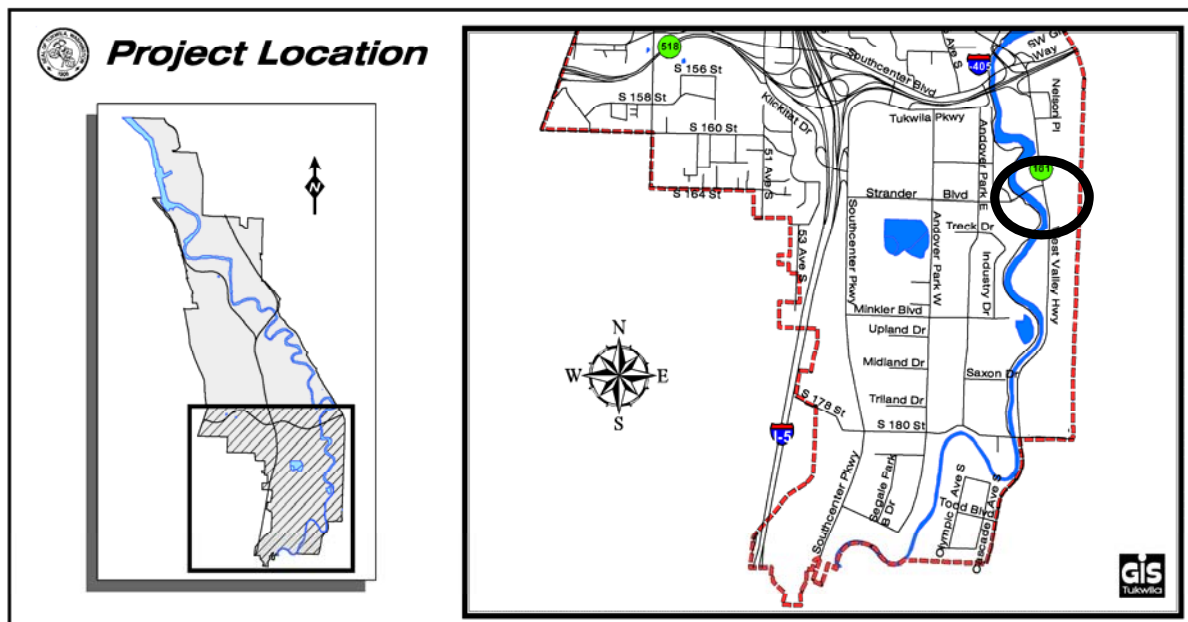 Project Location
N
518
S 156 St
S 158 St
S 160 St
S 164 St
Klickitat Dr
51 Ave S
53 Ave S
Southcenter Blvd
Ave S
I-405
SW G
Way
Nelson Pl
Tukwila Pkwy
Andover Park E
181
Strander Blvd
Treck Dr
Southcenter Pkwy
Andover Park W
Industry Dr
est Valley Hwy
Minkler Blvd
Upland Dr
Midland Dr
Saxon Dr
Triland Dr
S 178 St
S 180 St
I-5
N
W E
S
Southcenter Pkwy
Segale Park
B Dr
Olympic Ave S
Todd Blvd
Cascade Ave S
GIS
Tukwila